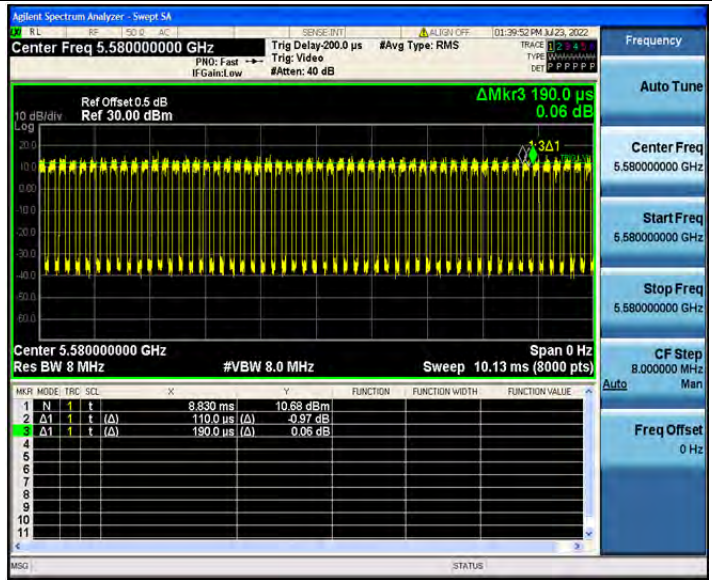 Agilent Spectrum Analyzer - Swept SA
RL RF 50 Ω AC SENSE:INT ALIGN OFF 01:39:52 PM Jul 23, 2022
Center Freq 5.580000000 GHz
PNO: Fast
IFGain:Low
Trig Delay-200.0 µs
Trig: Video
#Atten: 40 dB
#Avg Type: RMS
TRACE 1 2 3 4 5 6
TYPE
DET P P P P P P
Frequency
Ref Offset 0.5 dB
10 dB/div Ref 30.00 dBm
ΔMkr3 190.0 µs
0.06 dB
Log
20.0
10.0
0.00
-10.0
-20.0
-30.0
-40.0
-50.0
-60.0
3Δ1
Center 5.580000000 GHz Span 0 Hz
Res BW 8 MHz #VBW 8.0 MHz Sweep 10.13 ms (8000 pts)
MKR MODE TRC SCL X Y FUNCTION FUNCTION WIDTH FUNCTION VALUE
1 N 1 t 8.830 ms 10.68 dBm
2 Δ1 1 t (Δ) 110.0 µs (Δ) -0.97 dB
3 Δ1 1 t (Δ) 190.0 µs (Δ) 0.06 dB
4
5
6
7
8
9
10
11
Auto Tune
Center Freq
5.580000000 GHz
Start Freq
5.580000000 GHz
Stop Freq
5.580000000 GHz
CF Step
8.000000 MHz
Auto Man
Freq Offset
0 Hz
MSG STATUS